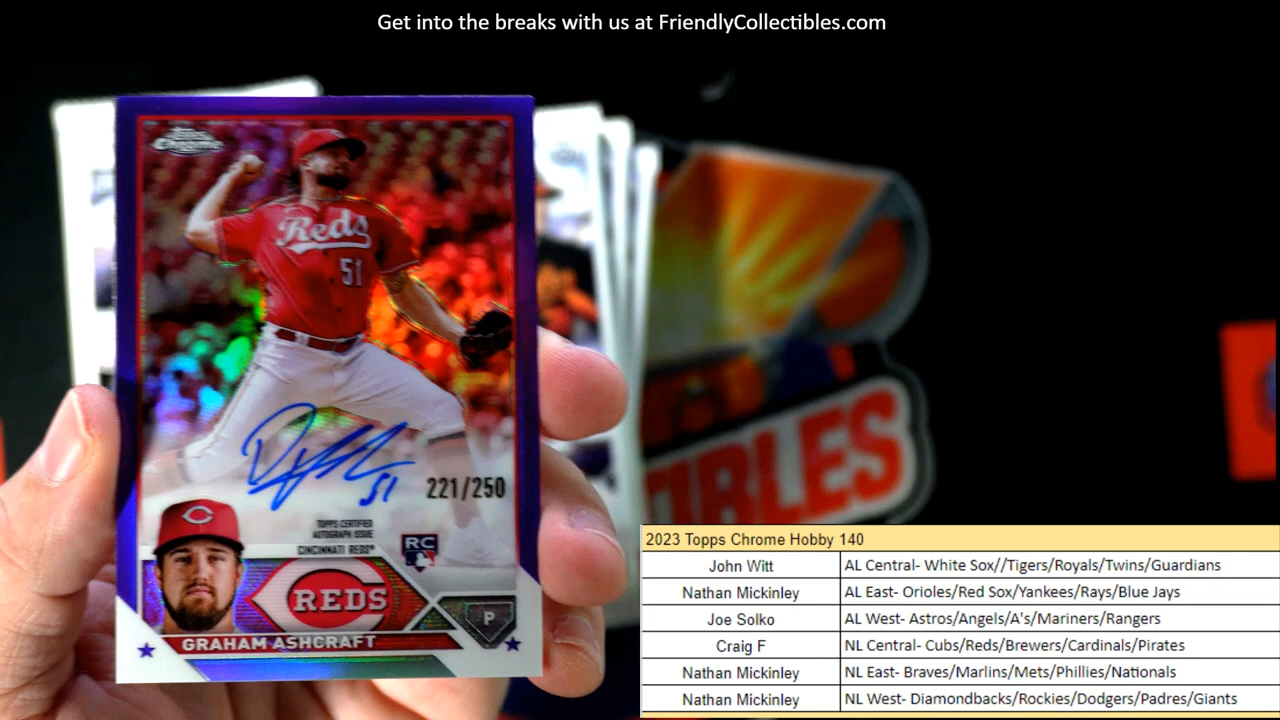 Get into the breaks with us at FriendlyCollectibles.com
Topps
Chrome
Reds
51
51
221/250
TOPPS CERTIFIED
AUTOGRAPH ISSUE
CINCINNATI REDS®
RC
REDS
P
GRAHAM ASHCRAFT
IBLES
2023 Topps Chrome Hobby 140
John Witt AL Central- White Sox//Tigers/Royals/Twins/Guardians
Nathan Mickinley AL East- Orioles/Red Sox/Yankees/Rays/Blue Jays
Joe Solko AL West- Astros/Angels/A's/Mariners/Rangers
Craig F NL Central- Cubs/Reds/Brewers/Cardinals/Pirates
Nathan Mickinley NL East- Braves/Marlins/Mets/Phillies/Nationals
Nathan Mickinley NL West- Diamondbacks/Rockies/Dodgers/Padres/Giants